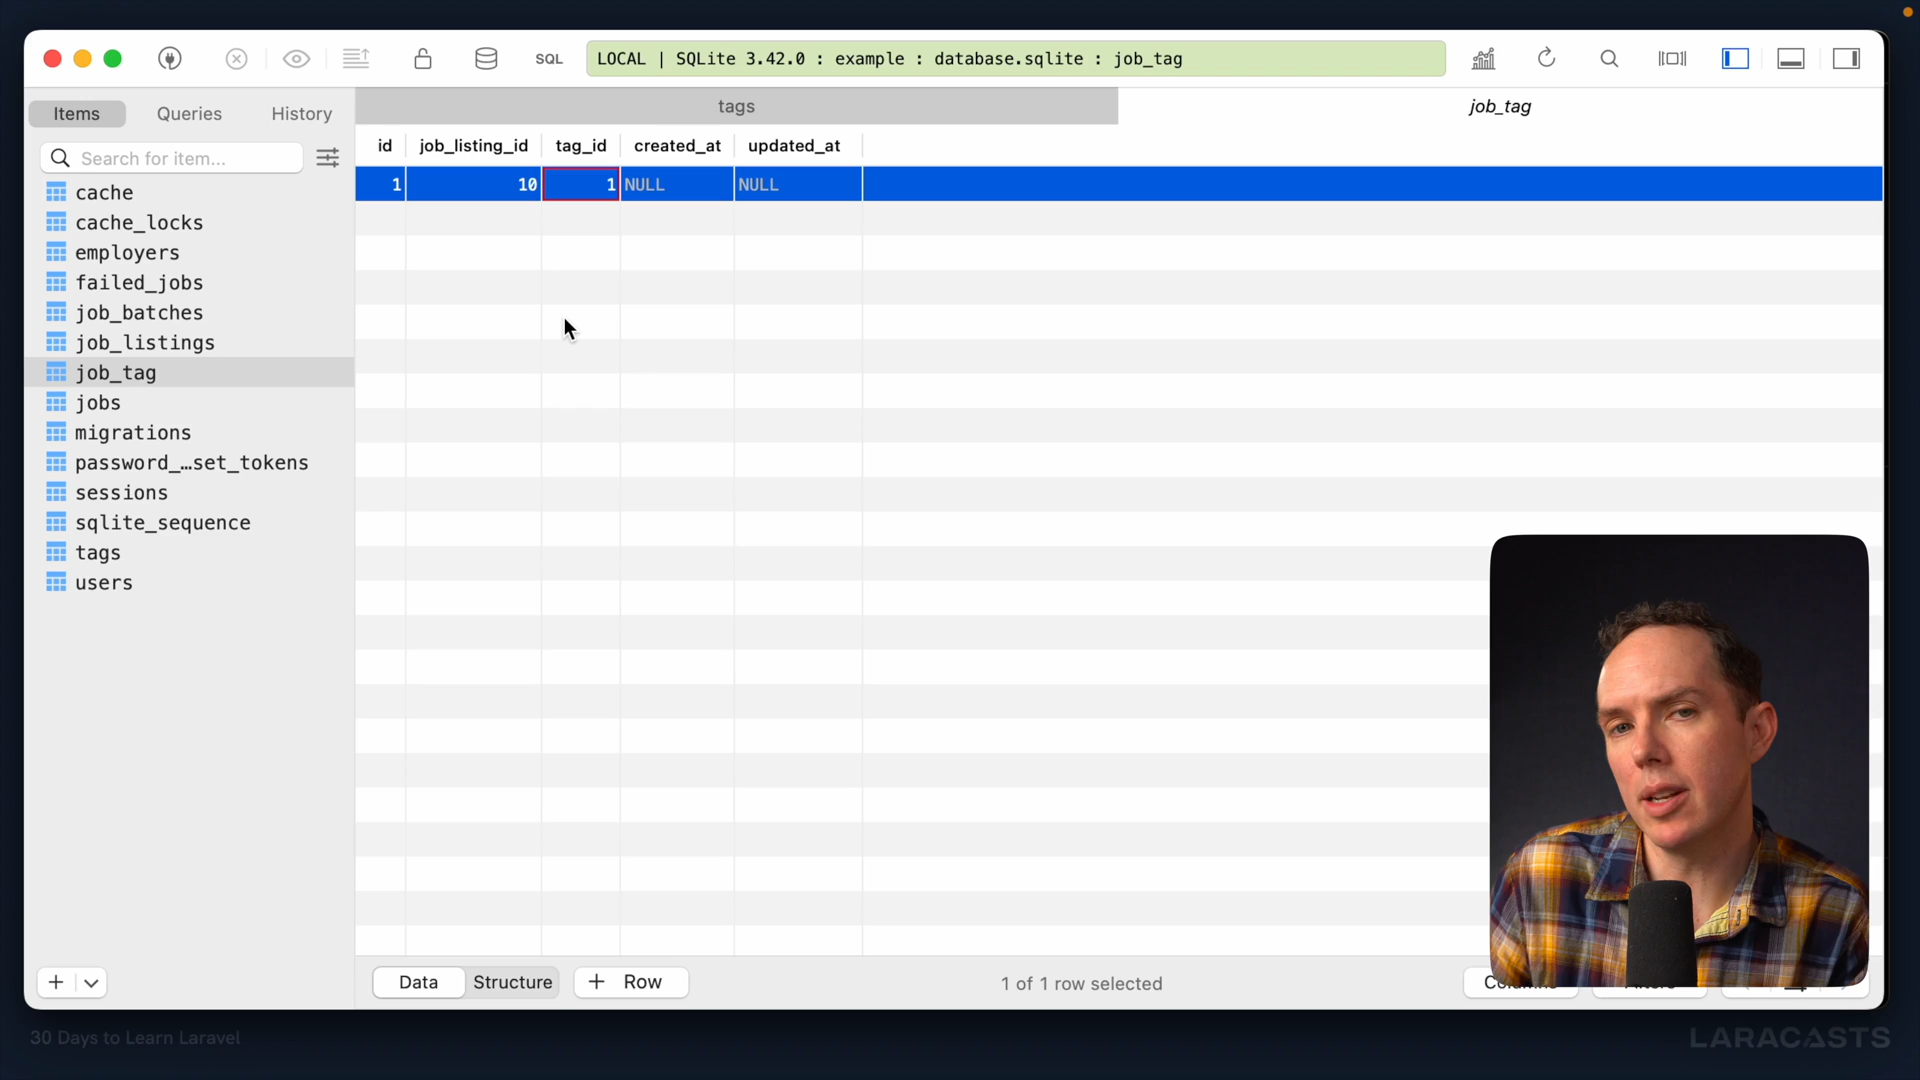 SQL
LOCAL | SQLite 3.42.0 : example : database.sqlite : job_tag
Items
Queries
History
Search for item...
cache
cache_locks
employers
failed_jobs
job_batches
job_listings
job_tag
jobs
migrations
password_…set_tokens
sessions
sqlite_sequence
tags
users
tags
job_tag
id job_listing_id tag_id created_at updated_at
1 10 1 NULL NULL
Data
Structure
+ Row
1 of 1 row selected
30 Days to Learn Laravel
LARACASTS